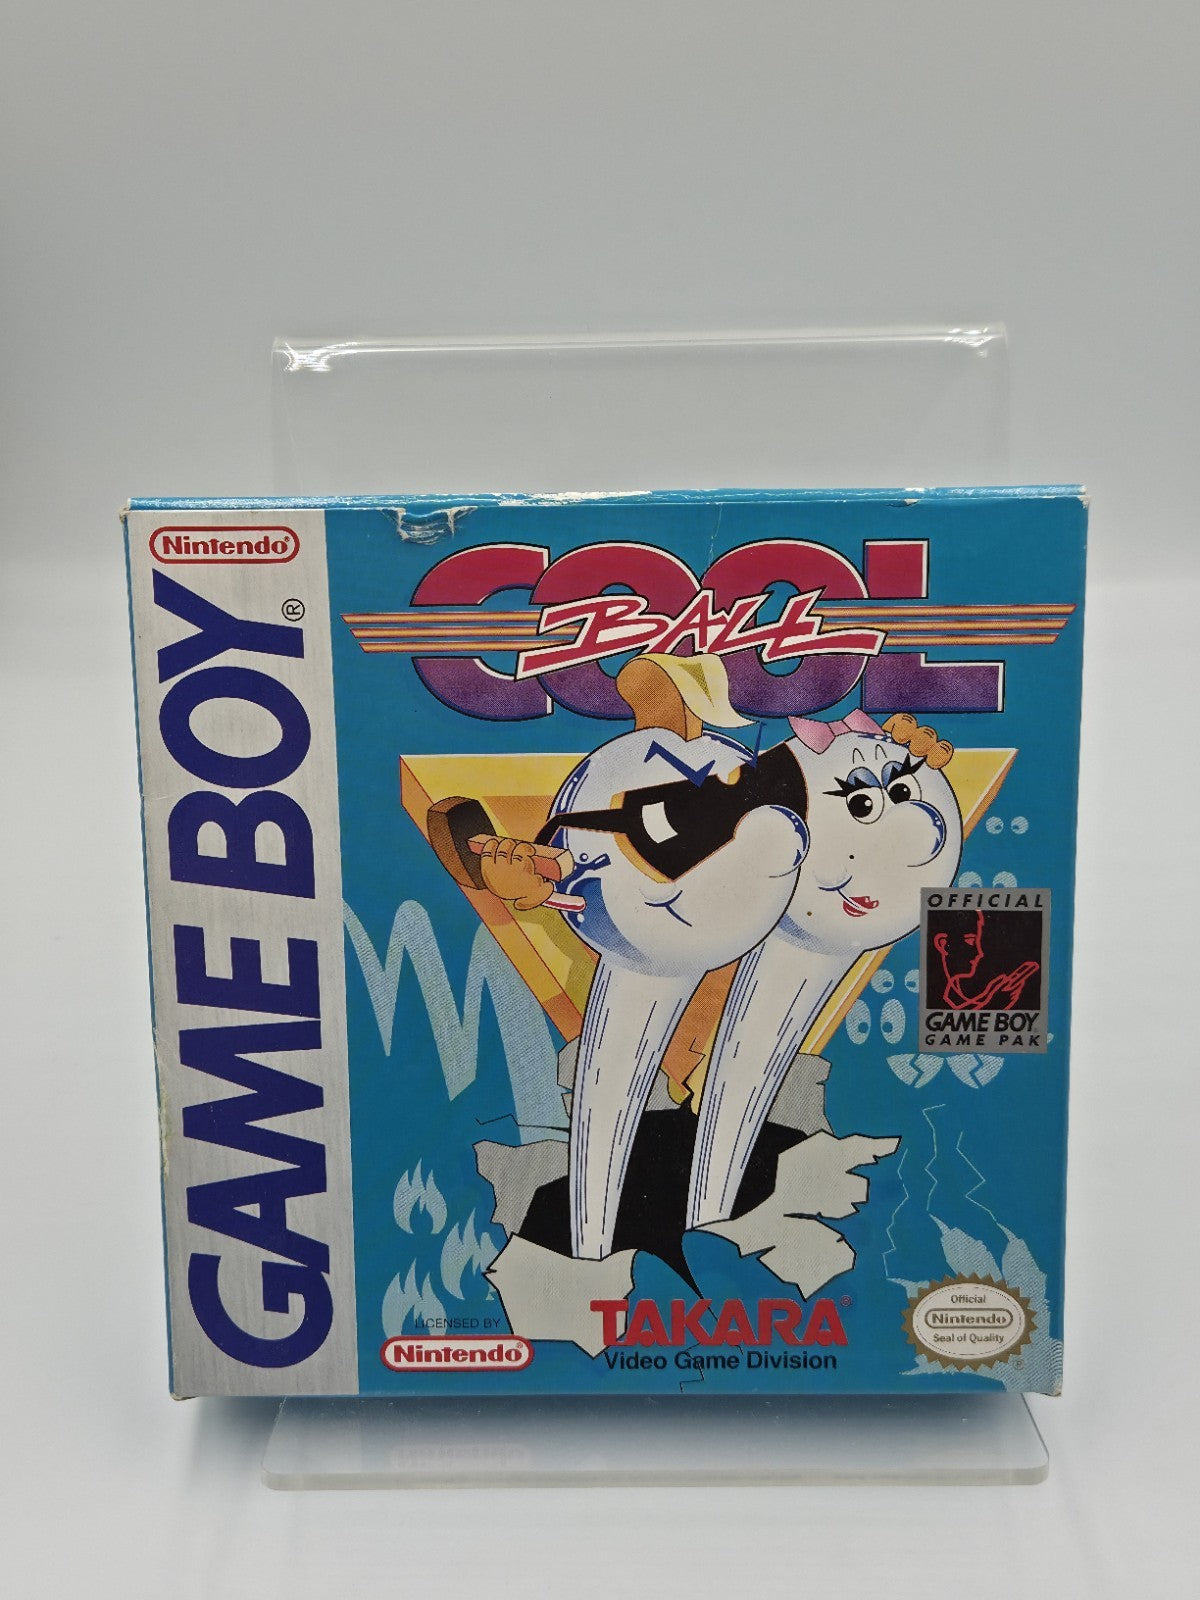 Nintendo®
GAME BOY®
COOL
BALL
OFFICIAL
GAME BOY
GAME PAK
LICENSED BY
Nintendo®
TAKARA®
Video Game Division
Official
Nintendo
Seal of Quality
®